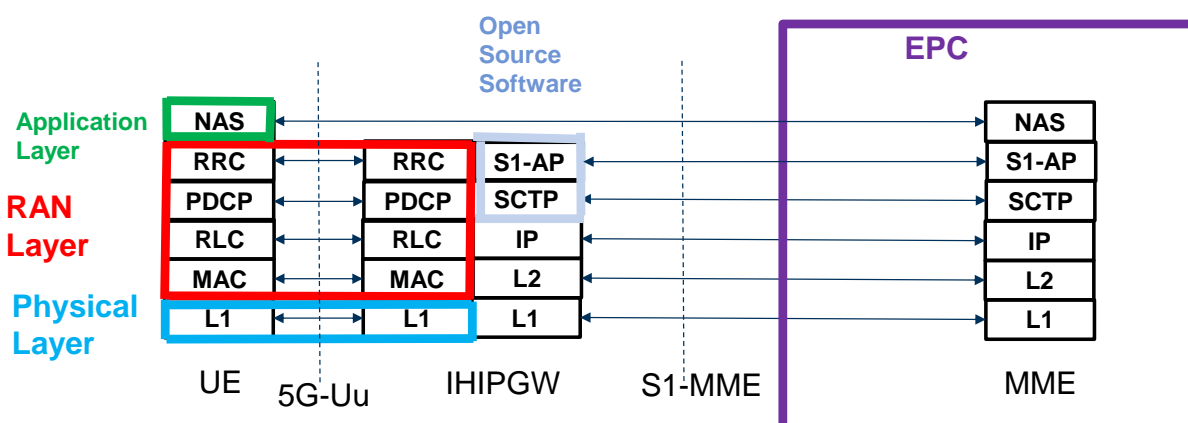 Open
Source
Software
EPC
Application
Layer
NAS
NAS
RRC
RRC
S1-AP
S1-AP
RAN
Layer
PDCP
PDCP
SCTP
SCTP
RLC
RLC
IP
IP
MAC
MAC
L2
L2
Physical
Layer
L1
L1
L1
L1
UE
5G-Uu
IHIPGW
S1-MME
MME